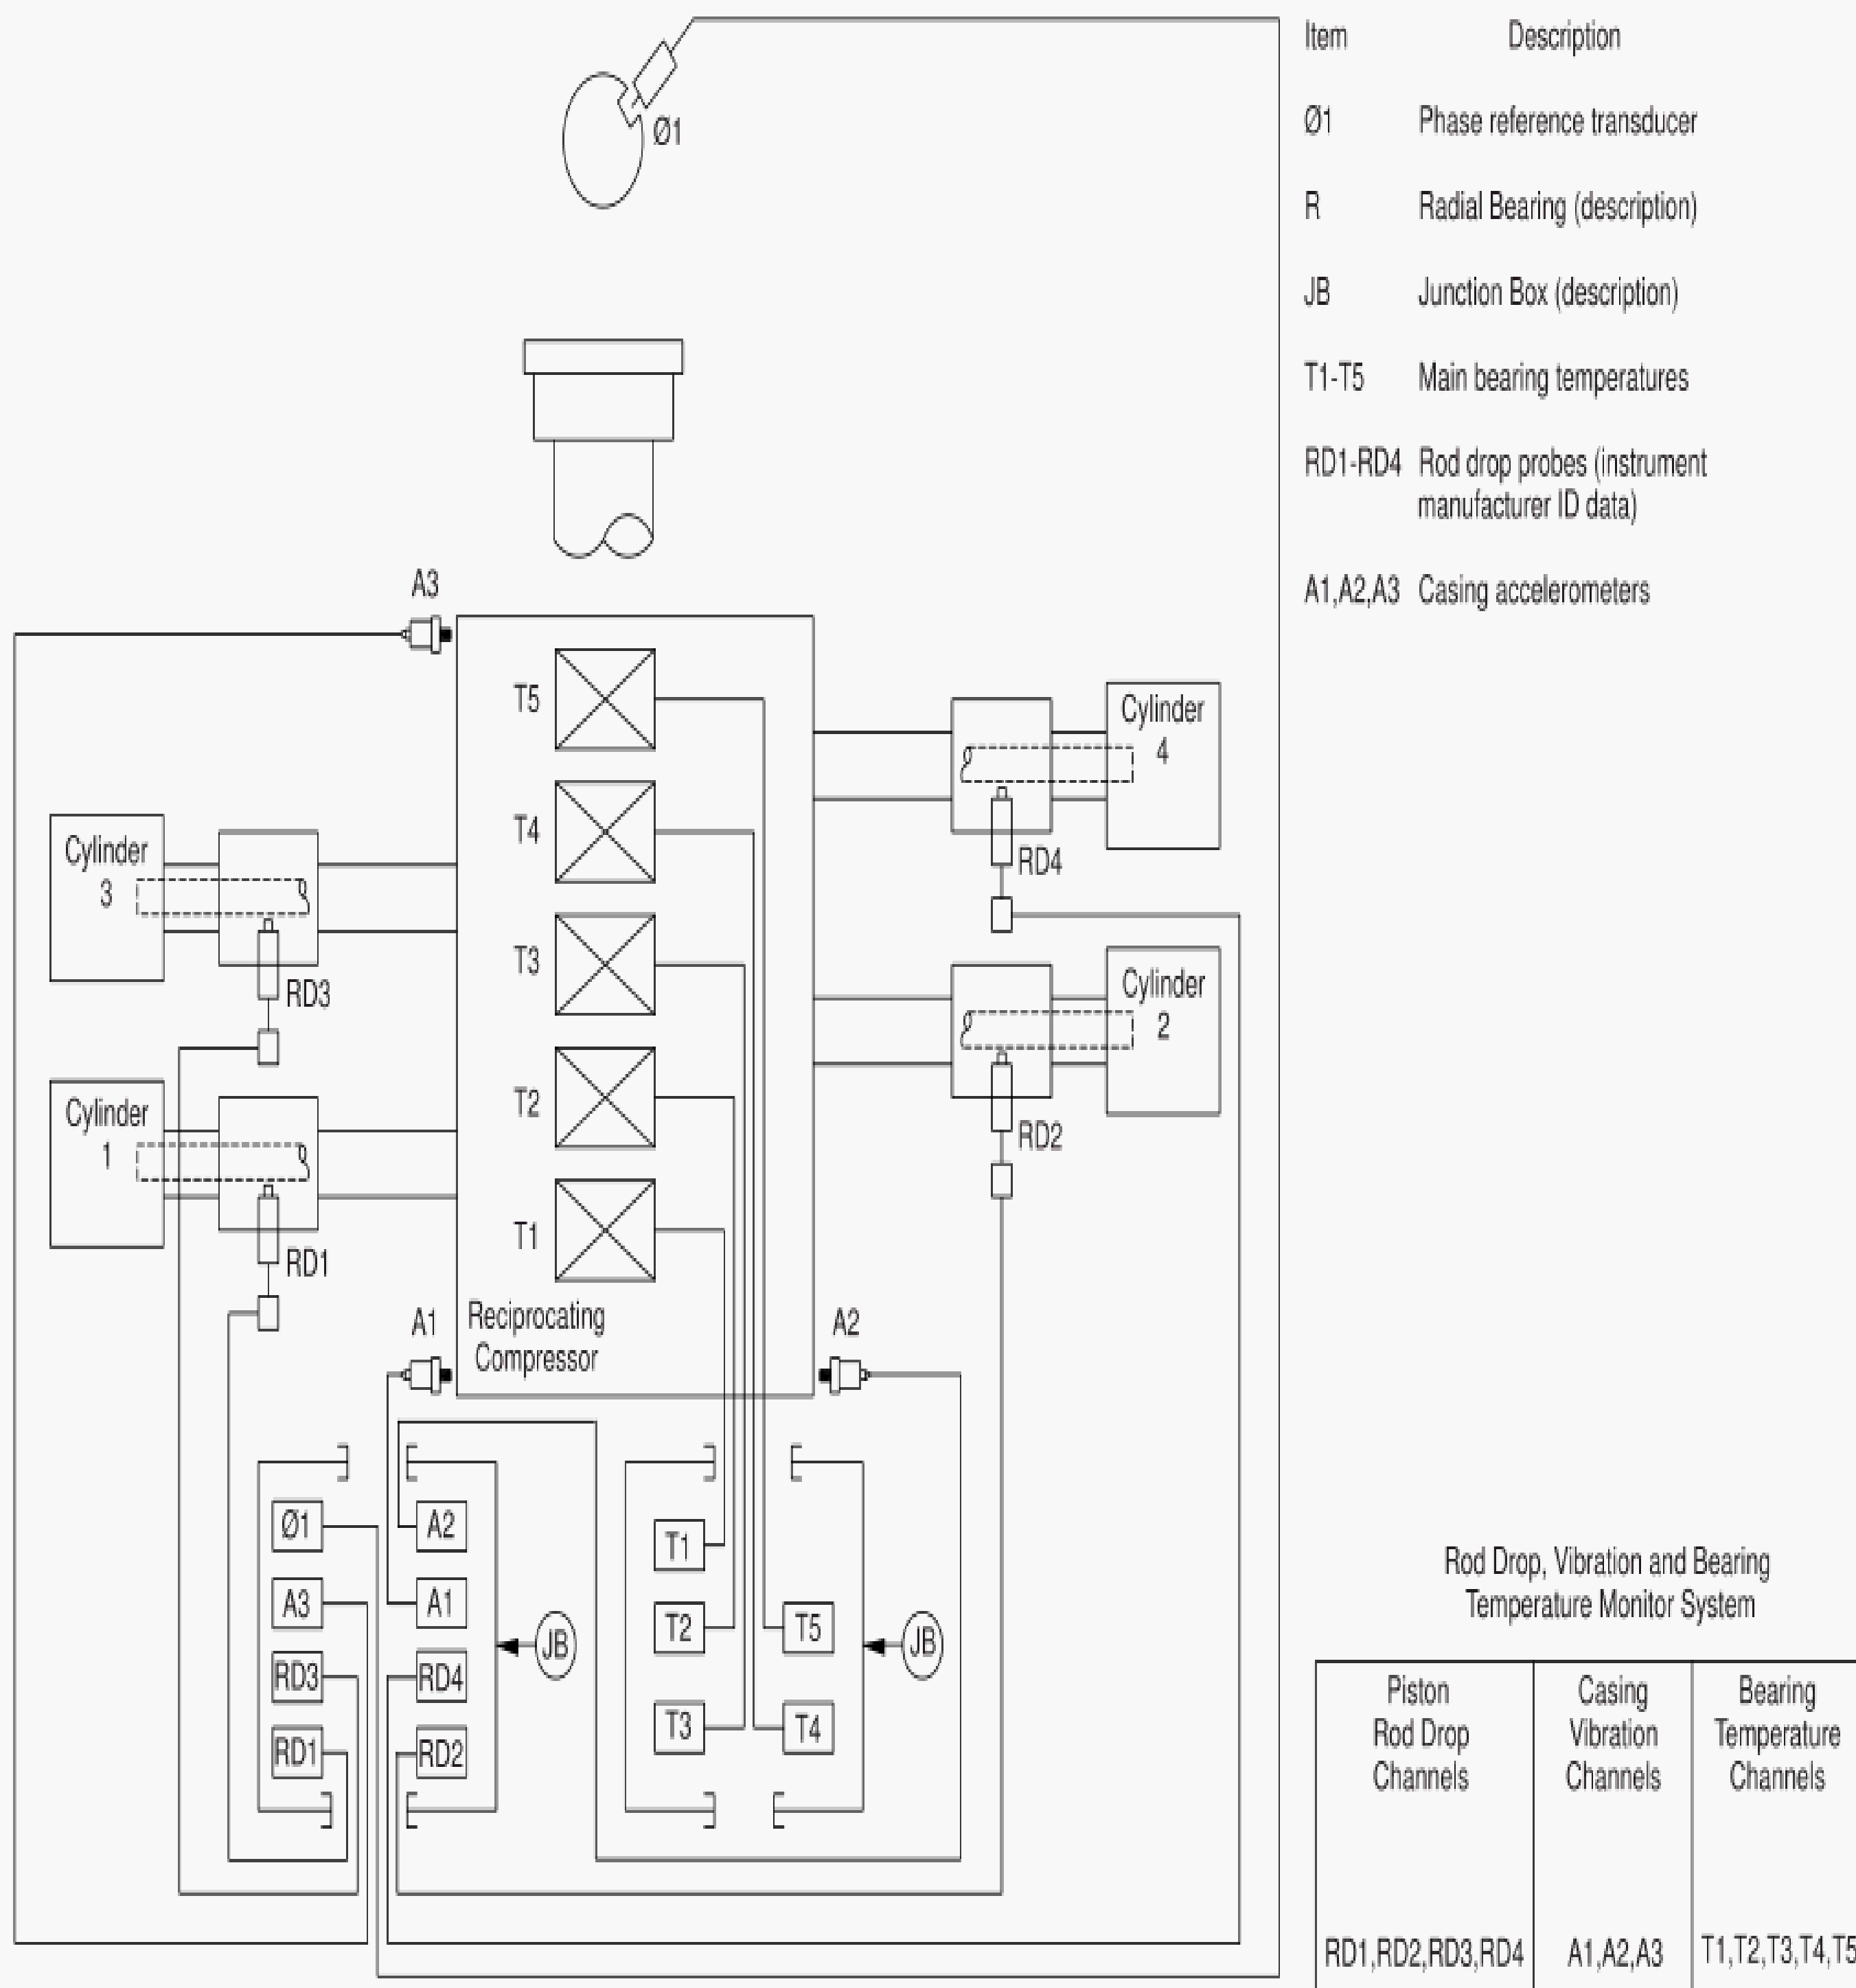 Item Description
Ø1 Phase reference transducer
R Radial Bearing (description)
JB Junction Box (description)
T1-T5 Main bearing temperatures
RD1-RD4 Rod drop probes (instrument
manufacturer ID data)
A1,A2,A3 Casing accelerometers
Ø1
A3
T5
T4
T3
T2
T1
Cylinder
4
RD4
Cylinder
3
RD3
Cylinder
2
RD2
Cylinder
1
RD1
A1
Reciprocating
Compressor
A2
Ø1
A3
RD3
RD1
A2
A1
RD4
RD2
JB
T1
T2
T3
T5
T4
JB
Rod Drop, Vibration and Bearing
Temperature Monitor System
Piston
Rod Drop
Channels
Casing
Vibration
Channels
Bearing
Temperature
Channels
RD1,RD2,RD3,RD4
A1,A2,A3
T1,T2,T3,T4,T5